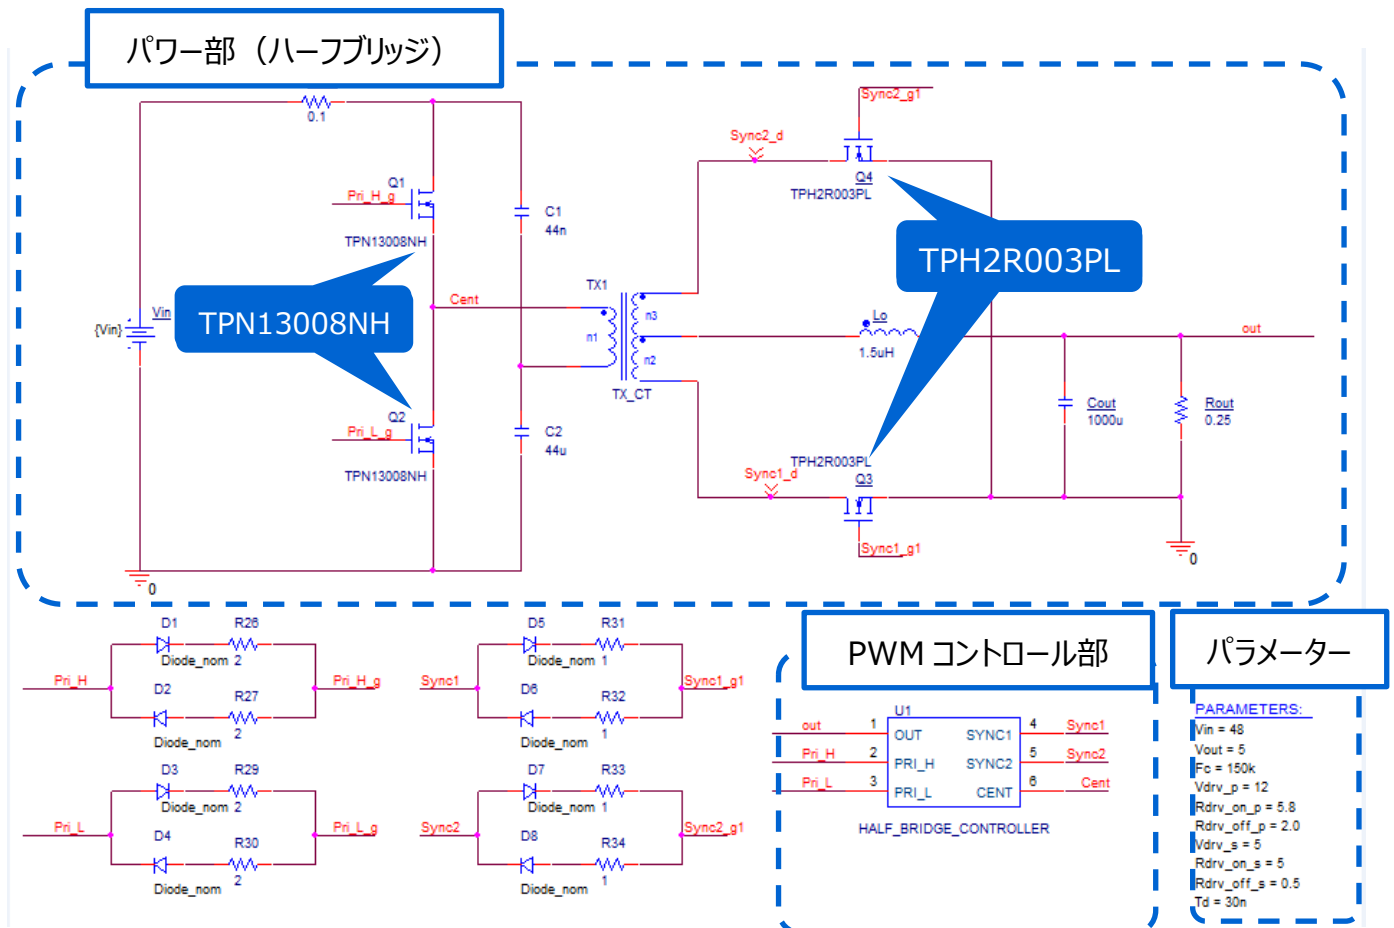 パワー部（ハーフブリッジ）
0.1
Sync2_g1
Sync2_d
Q4
TPH2R003PL
Q1
Pri_H_g
TPN13008NH
C1
44n
TPH2R003PL
Vin
{Vin}
TPN13008NH
Cent
TX1
n1
n3
n2
TX_CT
Lo
1.5uH
out
Cout
1000u
Rout
0.25
Q2
Pri_L_g
TPN13008NH
C2
44u
TPH2R003PL
Q3
Sync1_d
Sync1_g1
0
0
D1
R26
Diode_nom
2
Pri_H
Pri_H_g
D2
R27
2
Diode_nom
D5
R31
Diode_nom
1
Sync1
Sync1_g1
D6
R32
1
Diode_nom
D3
R29
Diode_nom
2
Pri_L
Pri_L_g
D4
R30
2
Diode_nom
D7
R33
Diode_nom
1
Sync2
Sync2_g1
D8
R34
1
Diode_nom
PWM コントロール部
U1
out
1
OUT
SYNC1
4
Sync1
Pri_H
2
PRI_H
SYNC2
5
Sync2
Pri_L
3
PRI_L
CENT
6
Cent
HALF_BRIDGE_CONTROLLER
パラメーター
PARAMETERS:
Vin = 48
Vout = 5
Fc = 150k
Vdrv_p = 12
Rdrv_on_p = 5.8
Rdrv_off_p = 2.0
Vdrv_s = 5
Rdrv_on_s = 5
Rdrv_off_s = 0.5
Td = 30n